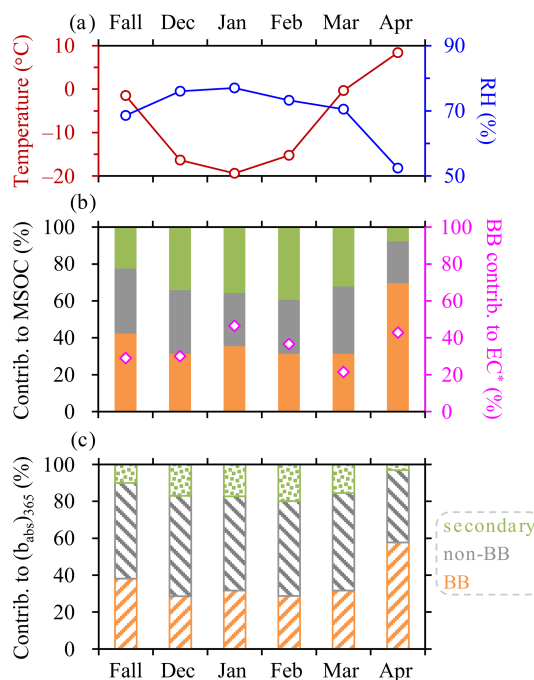 (a) Fall Dec Jan Feb Mar Apr
Temperature (°C)
10
0
−10
−20
RH (%)
90
70
50
(b)
Contrib. to MSOC (%)
100
80
60
40
20
0
BB contrib. to EC* (%)
100
80
60
40
20
0
(c)
Contrib. to (babs)365 (%)
100
80
60
40
20
0
secondary
non-BB
BB
Fall Dec Jan Feb Mar Apr